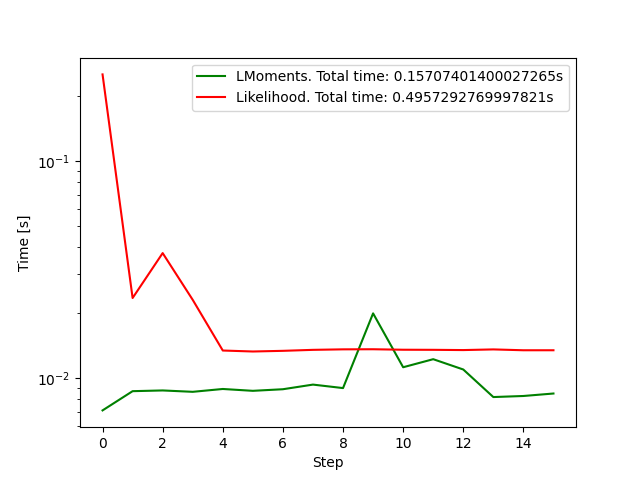 LMoments. Total time: 0.15707401400027265s
Likelihood. Total time: 0.4957292769997821s
10⁻¹
10⁻²
Time [s]
0 2 4 6 8 10 12 14
Step